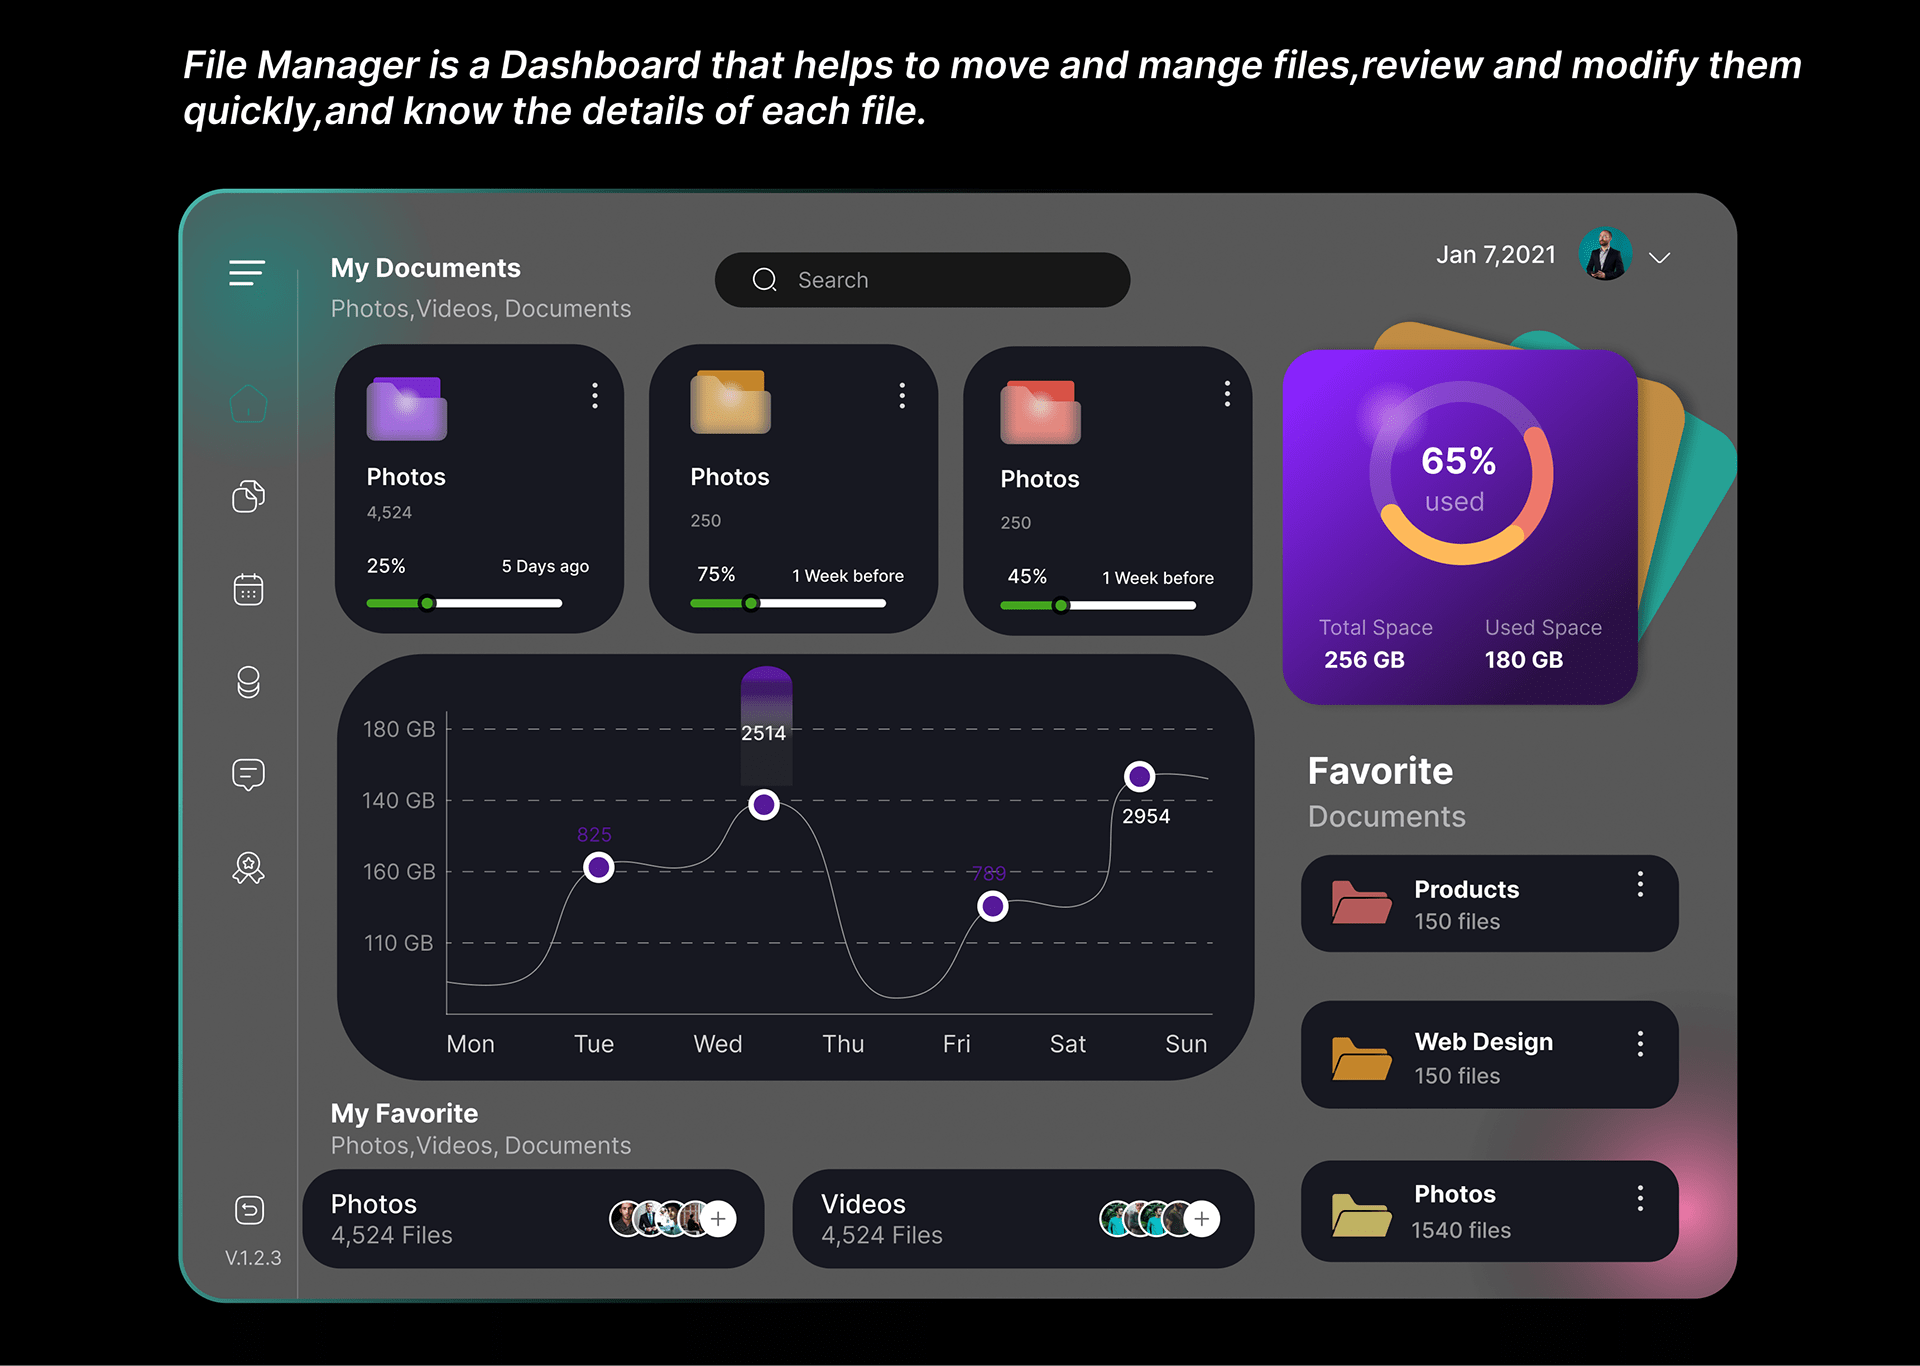 File Manager is a Dashboard that helps to move and mange files,review and modify them
quickly,and know the details of each file.
My Documents
Photos,Videos, Documents
Search
Jan 7,2021
Photos
4,524
25%
5 Days ago
Photos
250
75%
1 Week before
Photos
250
45%
1 Week before
65%
used
Total Space
256 GB
Used Space
180 GB
180 GB
140 GB
160 GB
110 GB
825
2514
789
2954
Mon
Tue
Wed
Thu
Fri
Sat
Sun
Favorite
Documents
Products
150 files
Web Design
150 files
Photos
1540 files
My Favorite
Photos,Videos, Documents
Photos
4,524 Files
Videos
4,524 Files
V.1.2.3